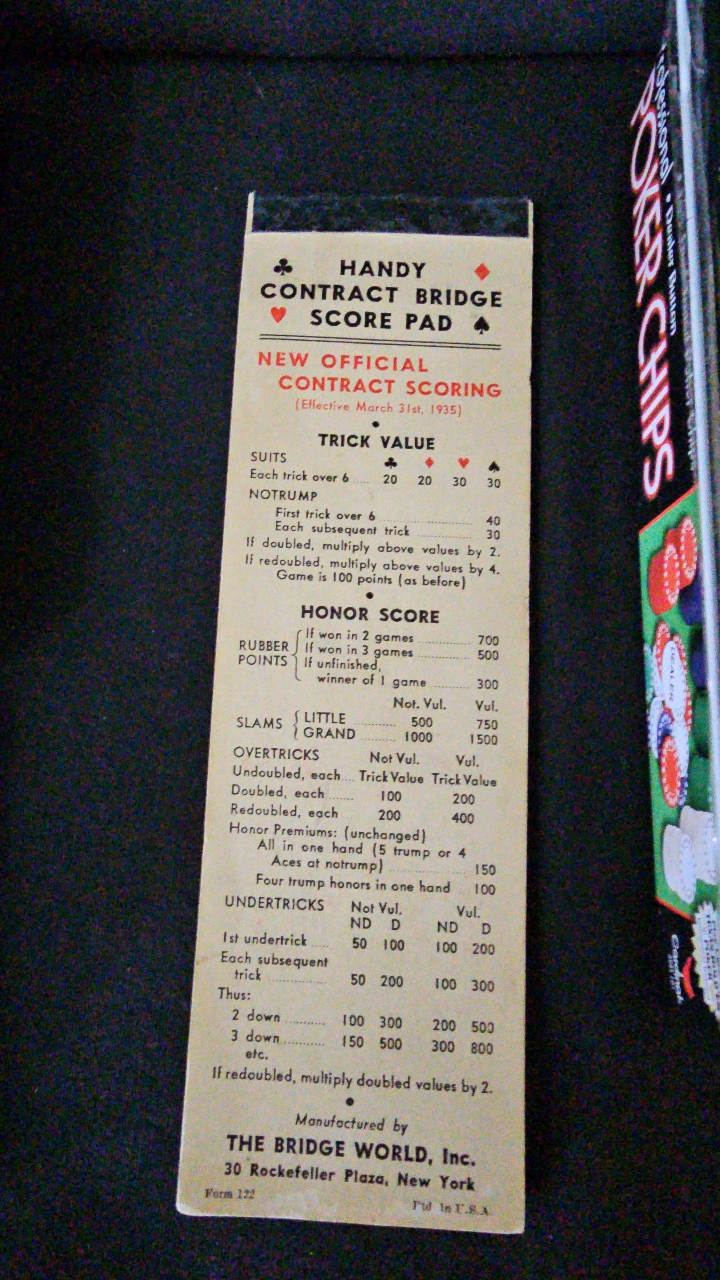 HANDY
CONTRACT BRIDGE
SCORE PAD
NEW OFFICIAL
CONTRACT SCORING
(Effective March 31st, 1935)
TRICK VALUE
SUITS ♣ ♦ ♥ ♠
Each trick over 6 ..... 20 20 30 30
NOTRUMP
First trick over 6 ..... 40
Each subsequent trick ..... 30
If doubled, multiply above values by 2.
If redoubled, multiply above values by 4.
Game is 100 points (as before)
HONOR SCORE
RUBBER POINTS
If won in 2 games ..... 700
If won in 3 games ..... 500
If unfinished,
winner of 1 game ..... 300
Not. Vul. Vul.
SLAMS
LITTLE ..... 500 750
GRAND ..... 1000 1500
OVERTRICKS Not Vul. Vul.
Undoubled, each.... Trick Value Trick Value
Doubled, each ....... 100 200
Redoubled, each 200 400
Honor Premiums: (unchanged)
All in one hand (5 trump or 4
Aces at notrump) ..... 150
Four trump honors in one hand 100
UNDERTRICKS Not Vul. Vul.
ND D ND D
1st undertrick ..... 50 100 100 200
Each subsequent
trick ..... 50 200 100 300
Thus:
2 down ..... 100 300 200 500
3 down ..... 150 500 300 800
etc.
If redoubled, multiply doubled values by 2.
Manufactured by
THE BRIDGE WORLD, Inc.
30 Rockefeller Plaza, New York
Form 122 Ptd in U.S.A.
POKER CHIPS
Dealer Button
DEALER